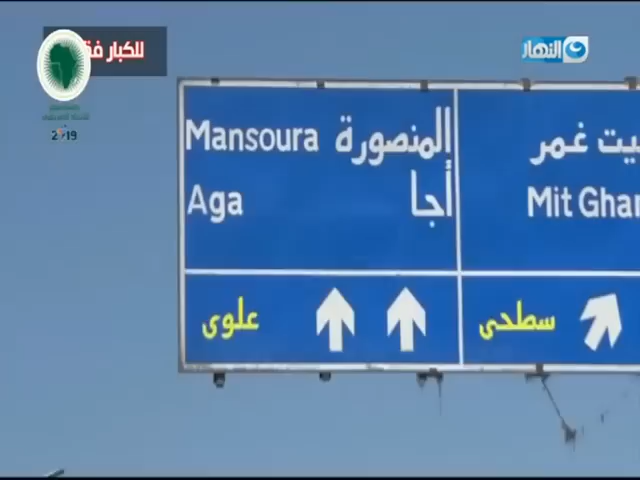 للكبار فق
النهار
2019
Mansoura المنصورة
Aga أجا
علوى
يت غمر
Mit Ghar
سطحى